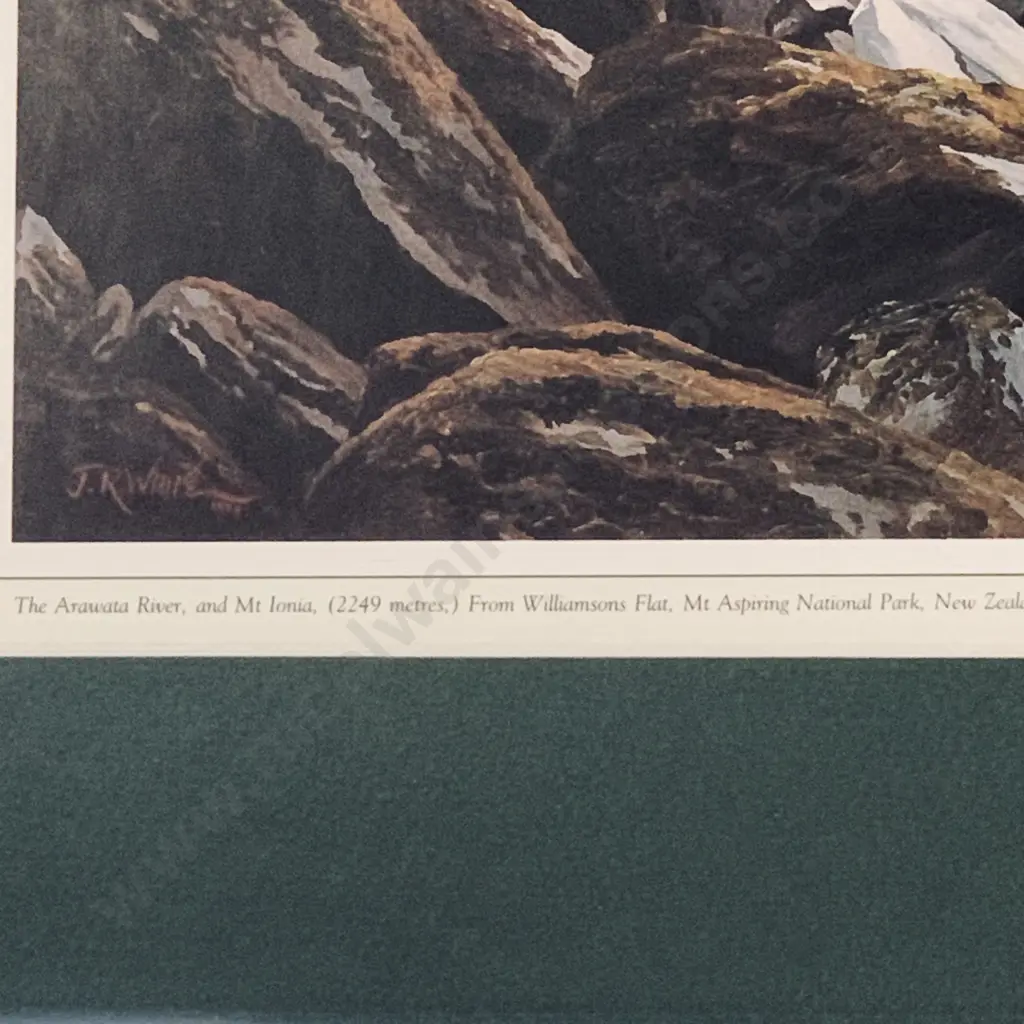 J.R.White
The Arawata River, and Mt Ionia, (2249 metres,) From Williamsons Flat, Mt Aspiring National Park, New Zeala